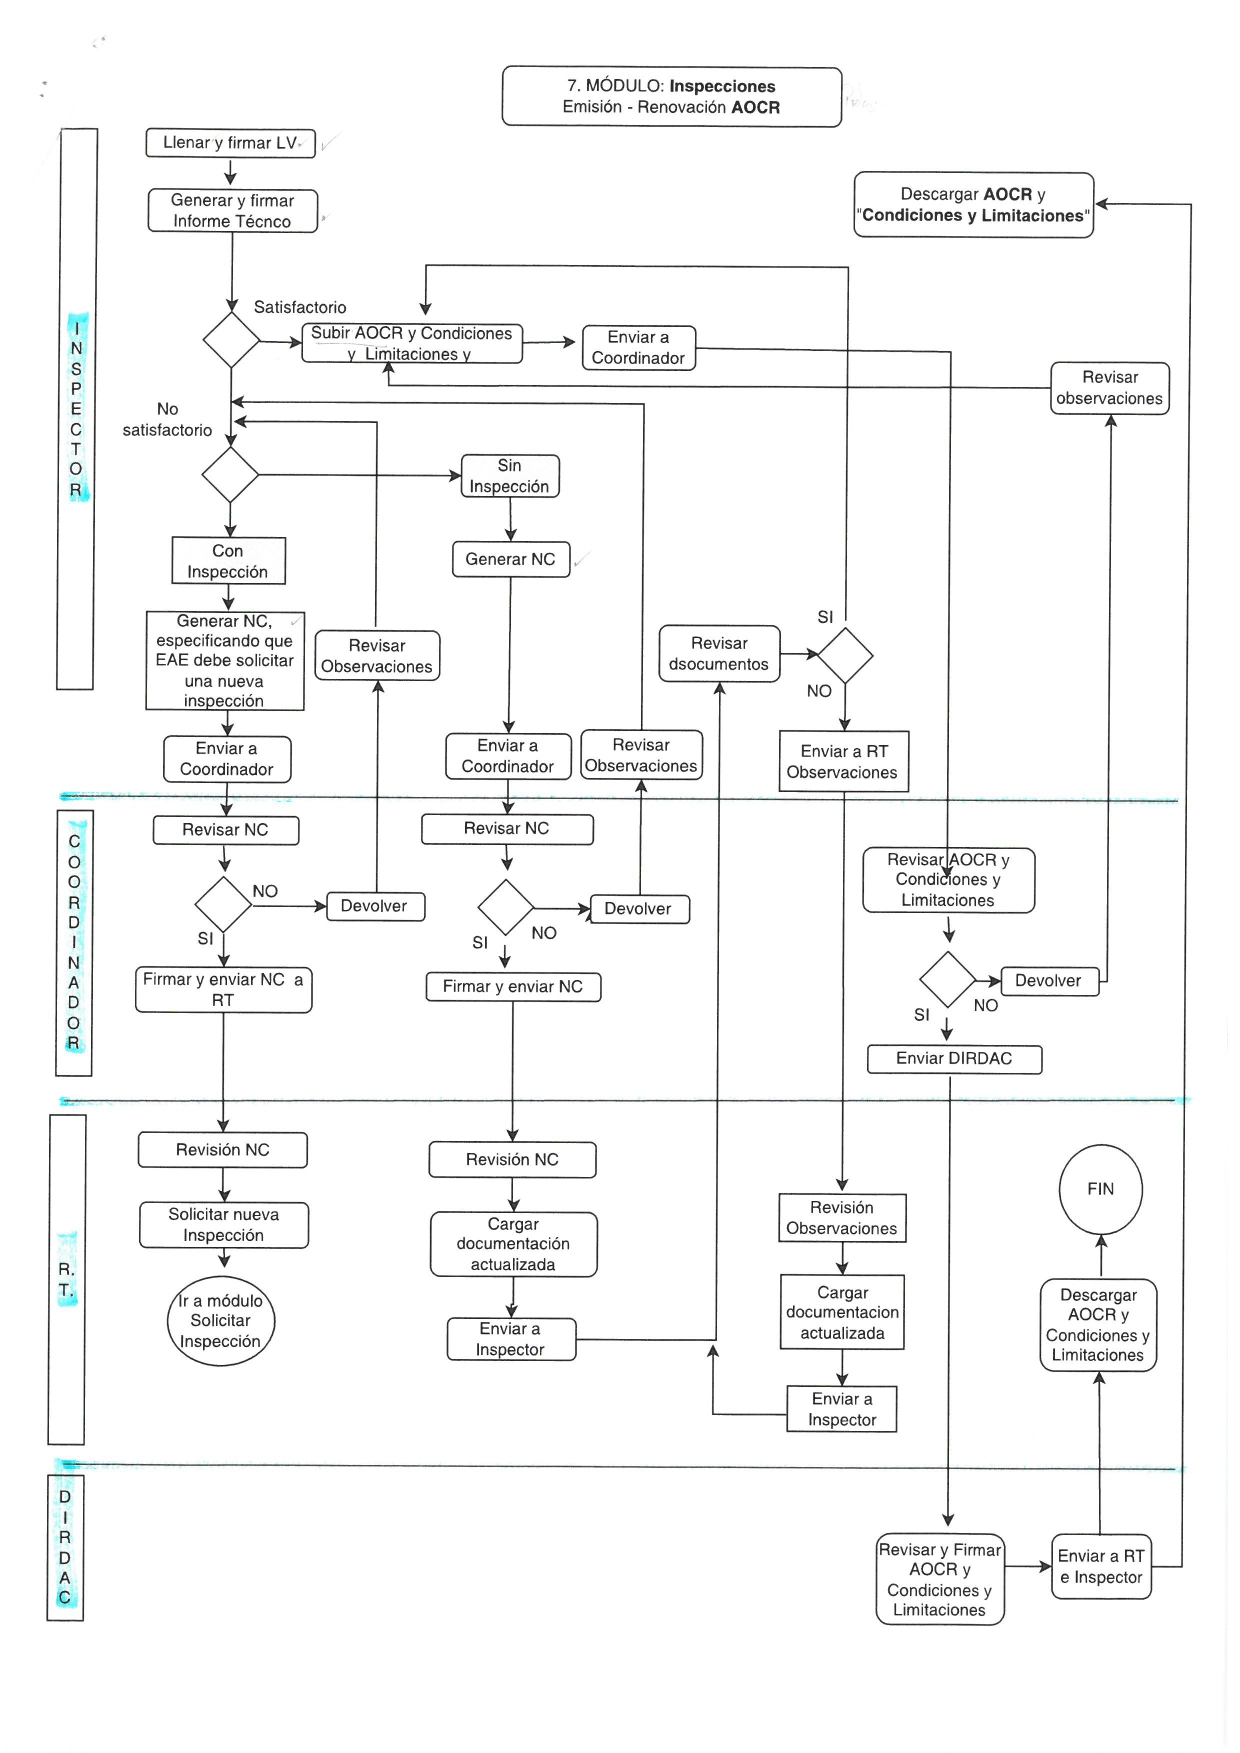 7. MÓDULO: Inspecciones
Emisión - Renovación AOCR
INSPECTOR
Llenar y firmar LV
Generar y firmar
Informe Técnco
Descargar AOCR y
"Condiciones y Limitaciones"
Satisfactorio
Subir AOCR y Condiciones
y Limitaciones y
Enviar a
Coordinador
Revisar
observaciones
No
satisfactorio
Sin
Inspección
Con
Inspección
Generar NC
Generar NC,
especificando que
EAE debe solicitar
una nueva
inspección
Revisar
Observaciones
Revisar
dsocumentos
SI
NO
Enviar a
Coordinador
Enviar a
Coordinador
Revisar
Observaciones
Enviar a RT
Observaciones
COORDINADOR
Revisar NC
NO
Devolver
SI
Firmar y enviar NC a
RT
Revisar NC
NO
Devolver
SI
Firmar y enviar NC
Revisar AOCR y
Condiciones y
Limitaciones
Devolver
NO
SI
Enviar DIRDAC
R.
T.
Revisión NC
Solicitar nueva
Inspección
Ir a módulo
Solicitar
Inspección
Revisión NC
Cargar
documentación
actualizada
Enviar a
Inspector
Revisión
Observaciones
Cargar
documentacion
actualizada
Enviar a
Inspector
FIN
Descargar
AOCR y
Condiciones y
Limitaciones
DIRDAC
Revisar y Firmar
AOCR y
Condiciones y
Limitaciones
Enviar a RT
e Inspector